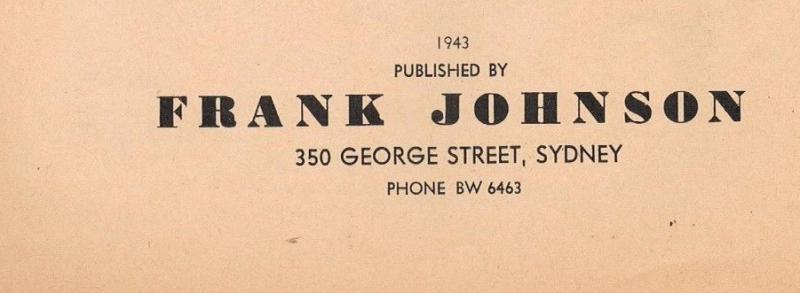 1943
PUBLISHED BY
FRANK JOHNSON
350 GEORGE STREET, SYDNEY
PHONE BW 6463